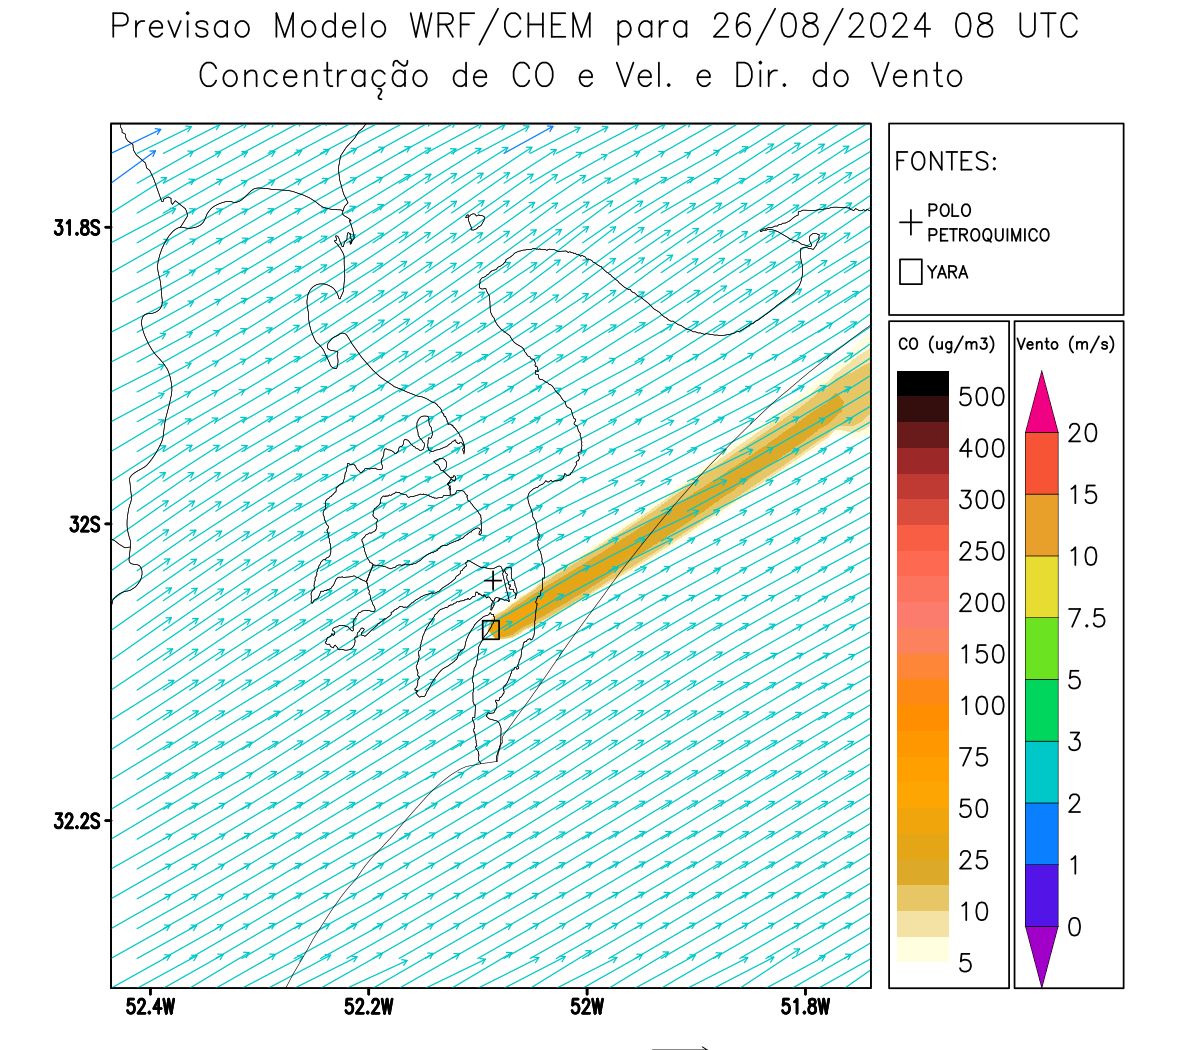 Previsao Modelo WRF/CHEM para 26/08/2024 08 UTC
Concentração de CO e Vel. e Dir. do Vento
FONTES:
POLO
PETROQUIMICO
YARA
31.8S
32S
32.2S
52.4W
52.2W
52W
51.8W
CO (ug/m3)
500
400
300
250
200
150
100
75
50
25
10
5
Vento (m/s)
20
15
10
7.5
5
3
2
1
0